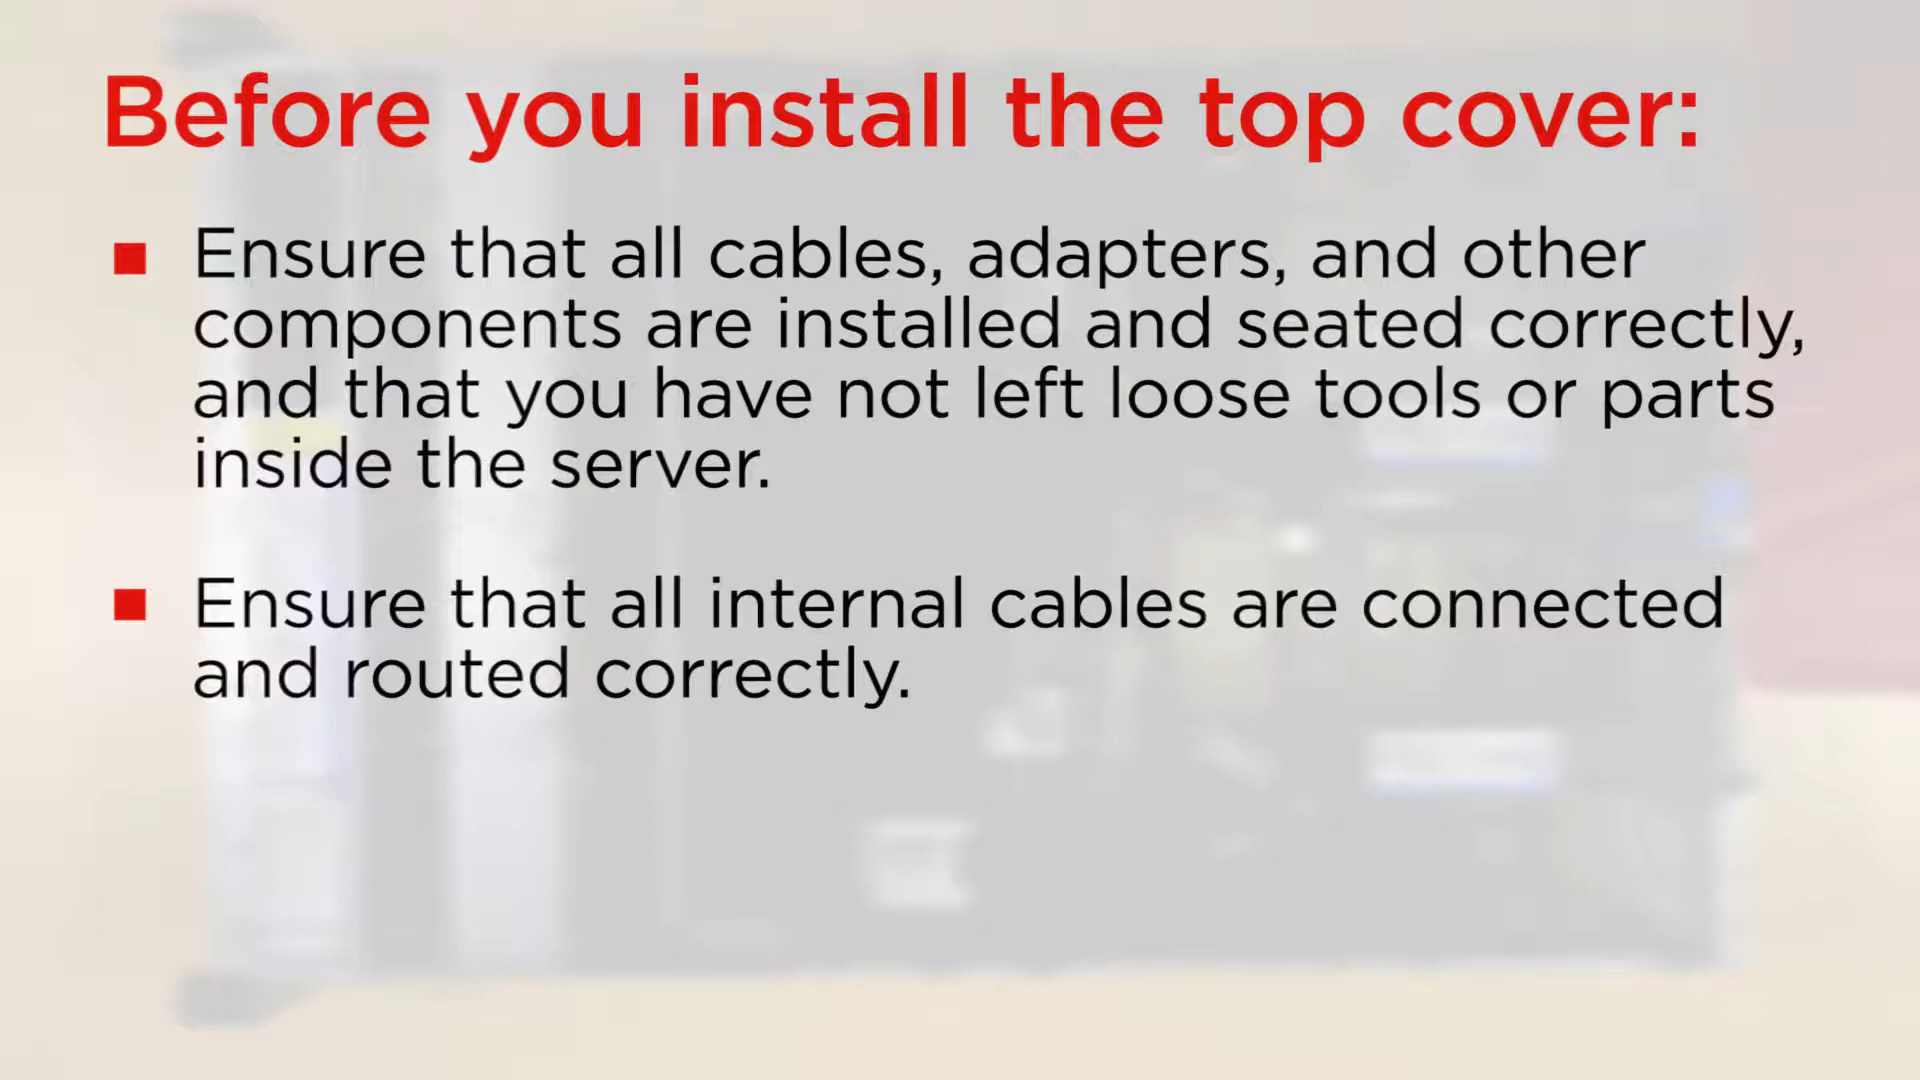 Before you install the top cover:
Ensure that all cables, adapters, and other
components are installed and seated correctly,
and that you have not left loose tools or parts
inside the server.
Ensure that all internal cables are connected
and routed correctly.